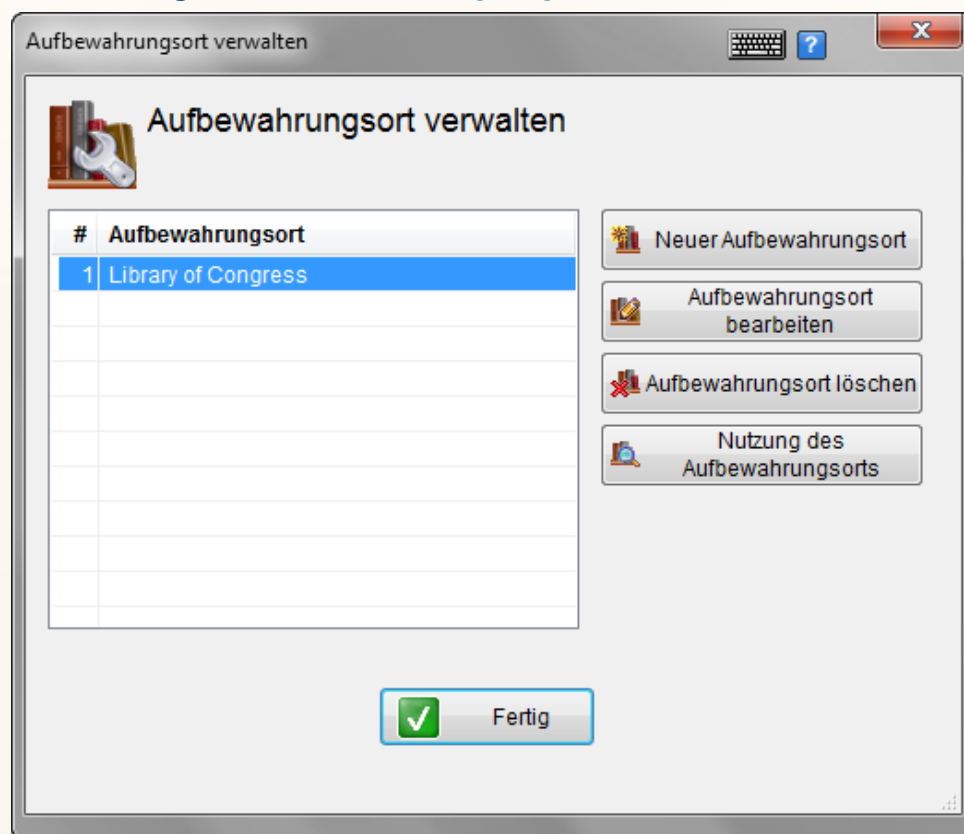 Aufbewahrungsort verwalten
Aufbewahrungsort verwalten
# Aufbewahrungsort
1 Library of Congress
Neuer Aufbewahrungsort
Aufbewahrungsort
bearbeiten
Aufbewahrungsort löschen
Nutzung des
Aufbewahrungsorts
Fertig